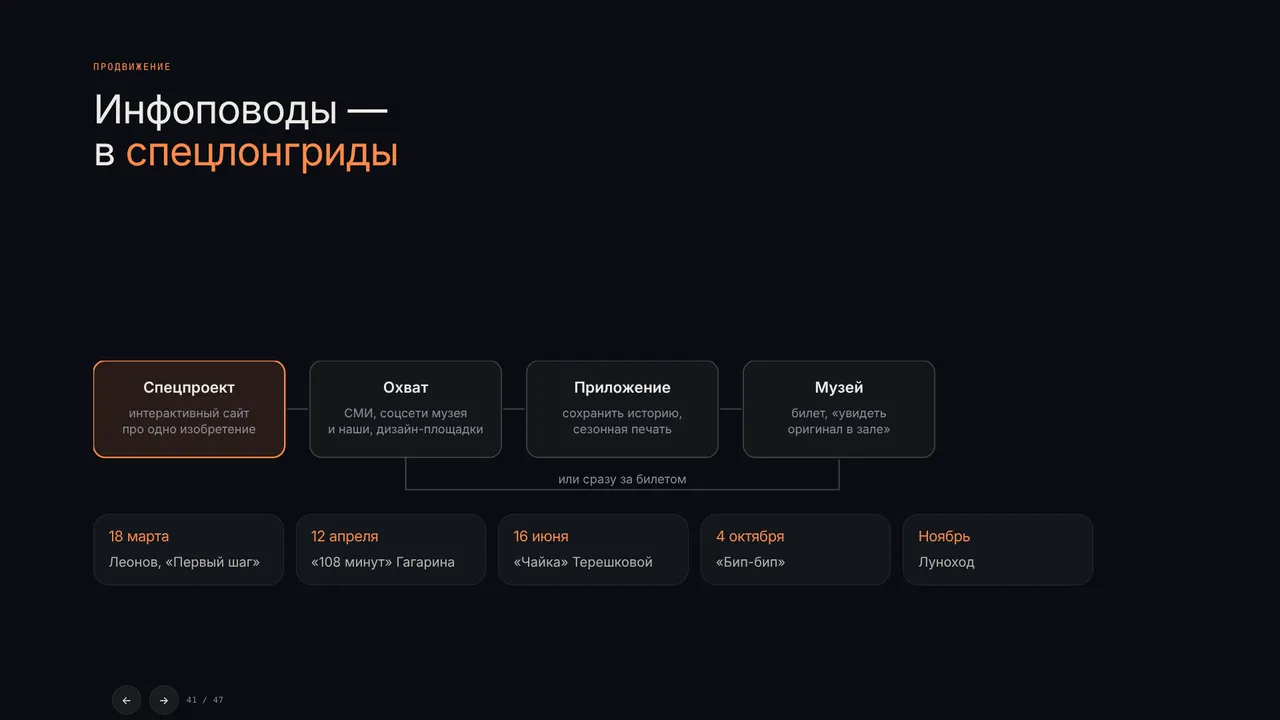 ПРОДВИЖЕНИЕ
Инфоповоды —
в спецлонгриды
Спецпроект
интерактивный сайт
про одно изобретение
Охват
СМИ, соцсети музея
и наши, дизайн-площадки
Приложение
сохранить историю,
сезонная печать
Музей
билет, «увидеть
оригинал в зале»
или сразу за билетом
18 марта
Леонов, «Первый шаг»
12 апреля
«108 минут» Гагарина
16 июня
«Чайка» Терешковой
4 октября
«Бип-бип»
Ноябрь
Луноход
← → 41 / 47